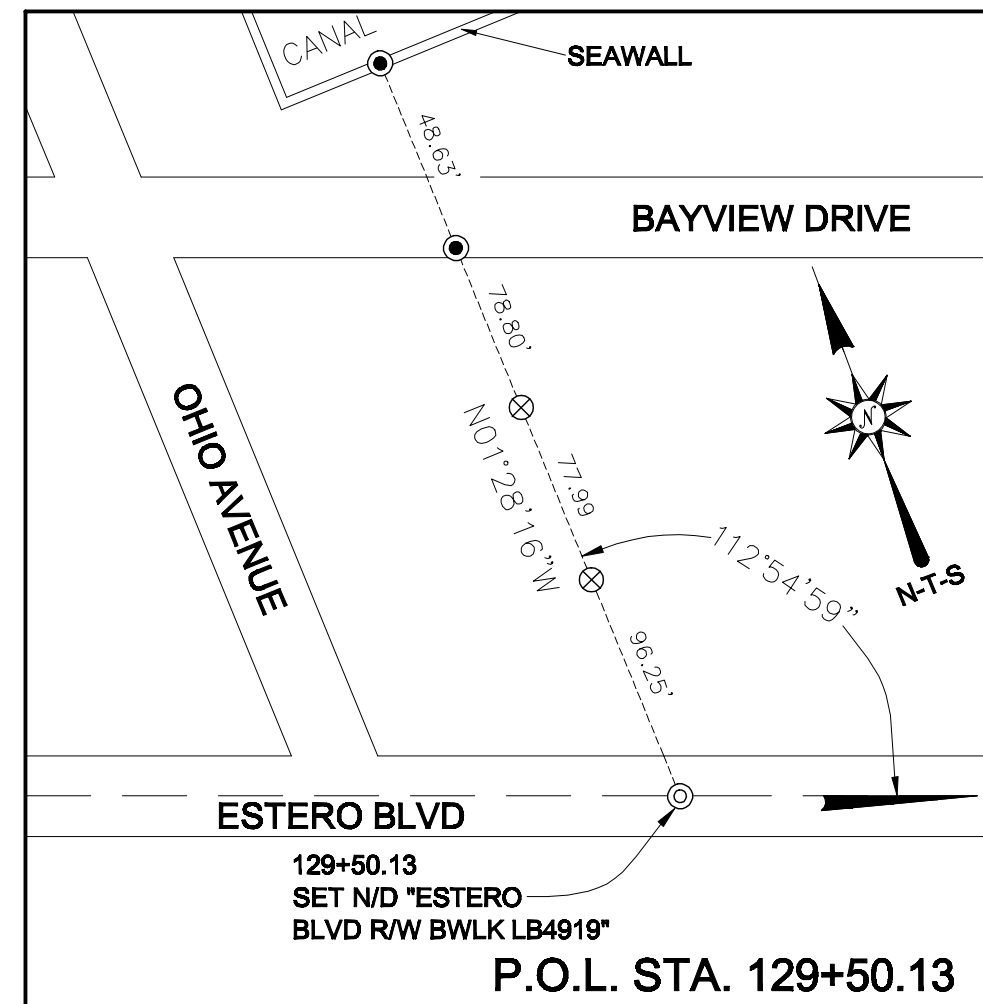 CANAL
SEAWALL
48.63'
BAYVIEW DRIVE
78.80'
OHIO AVENUE
N01°28'16"W
77.99
112°54'59"
N
N-T-S
96.25'
ESTERO BLVD
129+50.13
SET N/D "ESTERO
BLVD R/W BWLK LB4919"
P.O.L. STA. 129+50.13